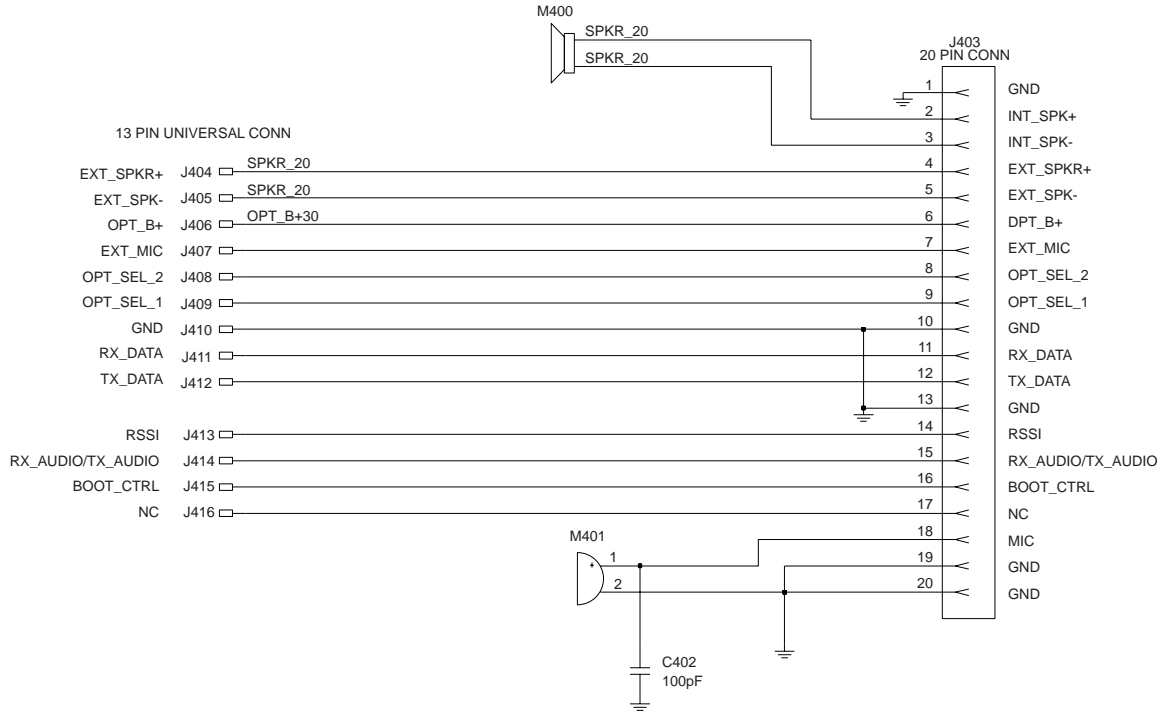 M400
SPKR_20
SPKR_20
J403
20 PIN CONN
1 GND
2 INT_SPK+
3 INT_SPK-
13 PIN UNIVERSAL CONN
EXT_SPKR+ J404 SPKR_20 4 EXT_SPKR+
EXT_SPK- J405 SPKR_20 5 EXT_SPK-
OPT_B+ J406 OPT_B+30 6 DPT_B+
EXT_MIC J407 7 EXT_MIC
OPT_SEL_2 J408 8 OPT_SEL_2
OPT_SEL_1 J409 9 OPT_SEL_1
GND J410 10 GND
RX_DATA J411 11 RX_DATA
TX_DATA J412 12 TX_DATA
13 GND
RSSI J413 14 RSSI
RX_AUDIO/TX_AUDIO J414 15 RX_AUDIO/TX_AUDIO
BOOT_CTRL J415 16 BOOT_CTRL
NC J416 17 NC
M401
18 MIC
1 + 19 GND
2 20 GND
C402
100pF